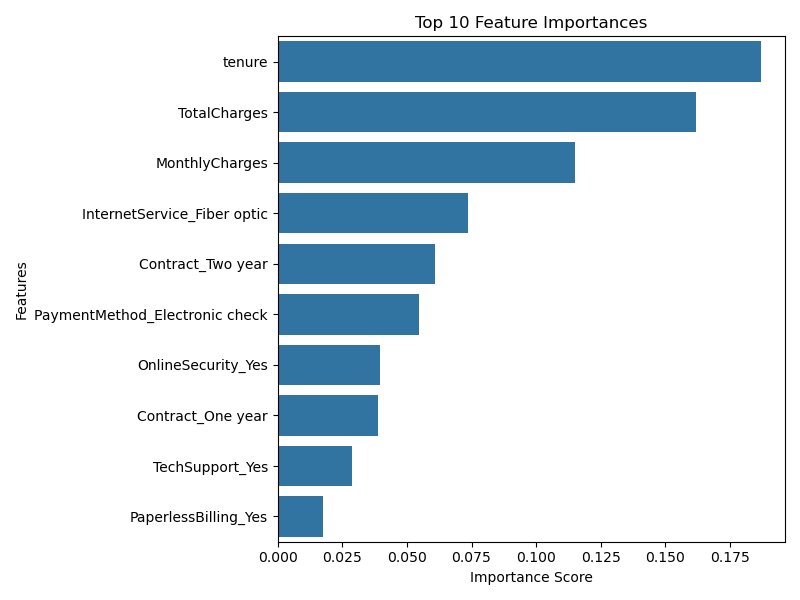 Top 10 Feature Importances
Features
tenure
TotalCharges
MonthlyCharges
InternetService_Fiber optic
Contract_Two year
PaymentMethod_Electronic check
OnlineSecurity_Yes
Contract_One year
TechSupport_Yes
PaperlessBilling_Yes
0.000 0.025 0.050 0.075 0.100 0.125 0.150 0.175
Importance Score